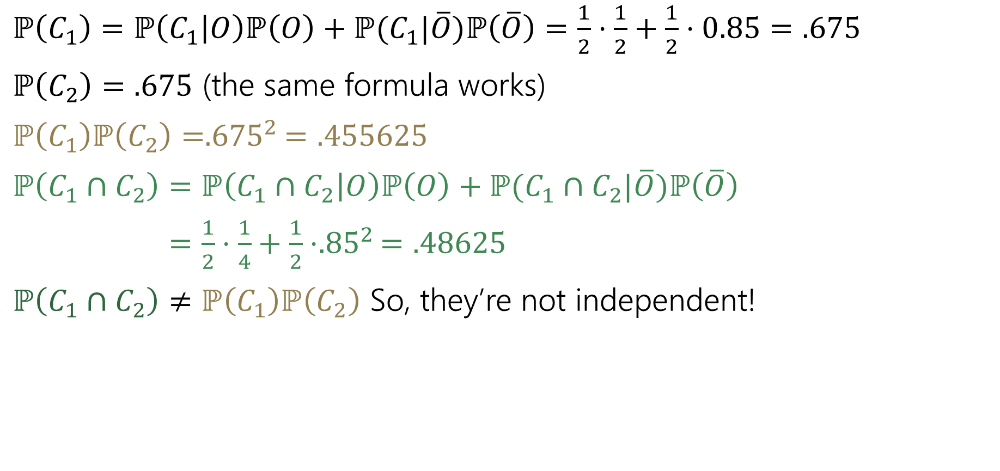 ℙ(𝐶₁) = ℙ(𝐶₁|𝑂)ℙ(𝑂) + ℙ(𝐶₁|𝑂̅)ℙ(𝑂̅) = 1/2 · 1/2 + 1/2 · 0.85 = .675
ℙ(𝐶₂) = .675 (the same formula works)
ℙ(𝐶₁)ℙ(𝐶₂) =.675² = .455625
ℙ(𝐶₁ ∩ 𝐶₂) = ℙ(𝐶₁ ∩ 𝐶₂|𝑂)ℙ(𝑂) + ℙ(𝐶₁ ∩ 𝐶₂|𝑂̅)ℙ(𝑂̅)
= 1/2 · 1/4 + 1/2 ·.85² = .48625
ℙ(𝐶₁ ∩ 𝐶₂) ≠ ℙ(𝐶₁)ℙ(𝐶₂) So, they’re not independent!